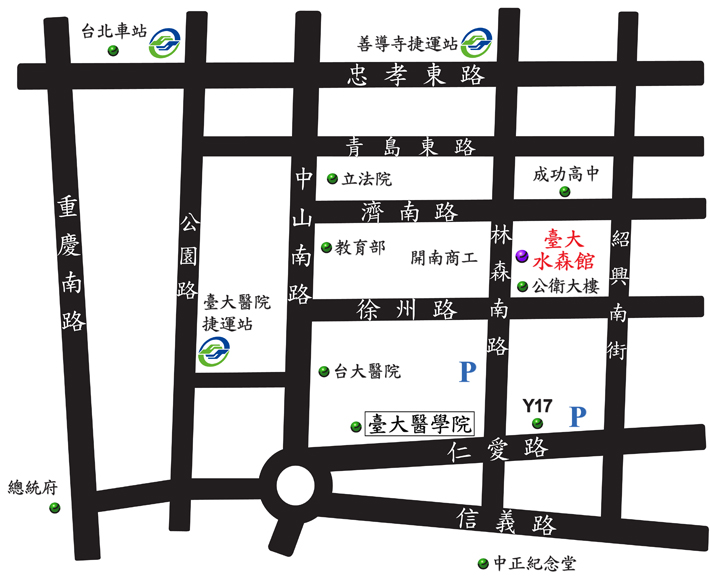 台北車站
善導寺捷運站
忠孝東路
青島東路
中山南路
立法院
成功高中
重慶南路
公園路
濟南路
林森南路
紹興南街
臺大
水森館
教育部
開南商工
公衛大樓
臺大醫院
捷運站
徐州路
台大醫院
P
Y17
P
臺大醫學院
仁愛路
總統府
信義路
中正紀念堂